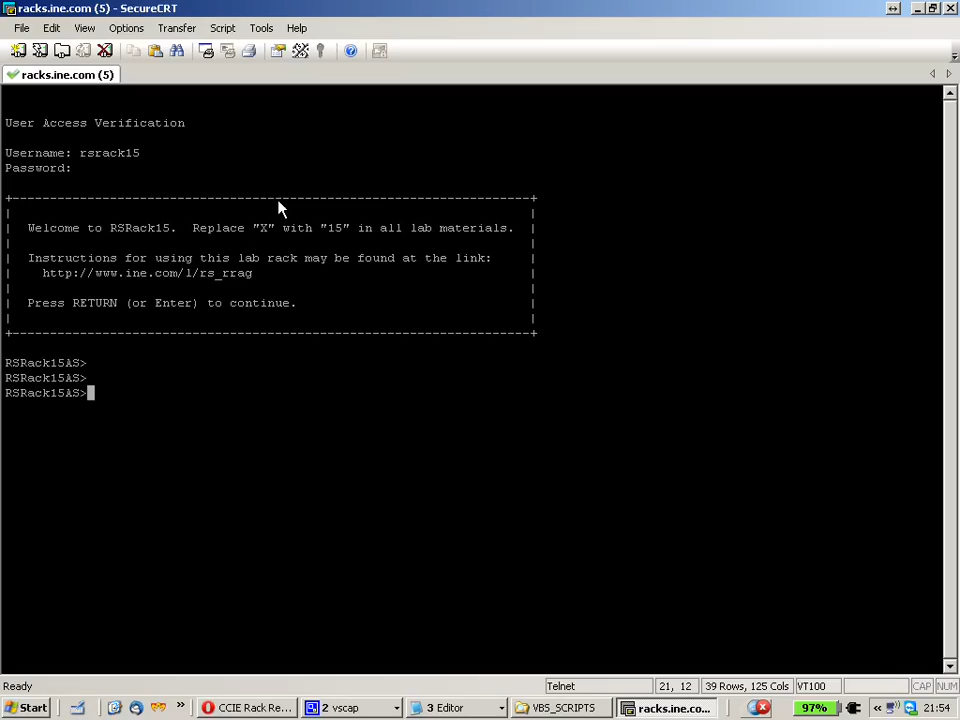 racks.ine.com (5) - SecureCRT
File Edit View Options Transfer Script Tools Help
racks.ine.com (5)
User Access Verification
Username: rsrack15
Password:
+----------------------------------------------------------------------+
| |
| Welcome to RSRack15. Replace "X" with "15" in all lab materials. |
| |
| Instructions for using this lab rack may be found at the link: |
| http://www.ine.com/l/rs_rrag |
| |
| Press RETURN (or Enter) to continue. |
| |
+----------------------------------------------------------------------+
RSRack15AS>
RSRack15AS>
RSRack15AS>
Ready Telnet 21, 12 39 Rows, 125 Cols VT100 CAP NUM
Start » CCIE Rack Re... 2 vscap 3 Editor VBS_SCRIPTS racks.ine.co... 97% « 21:54